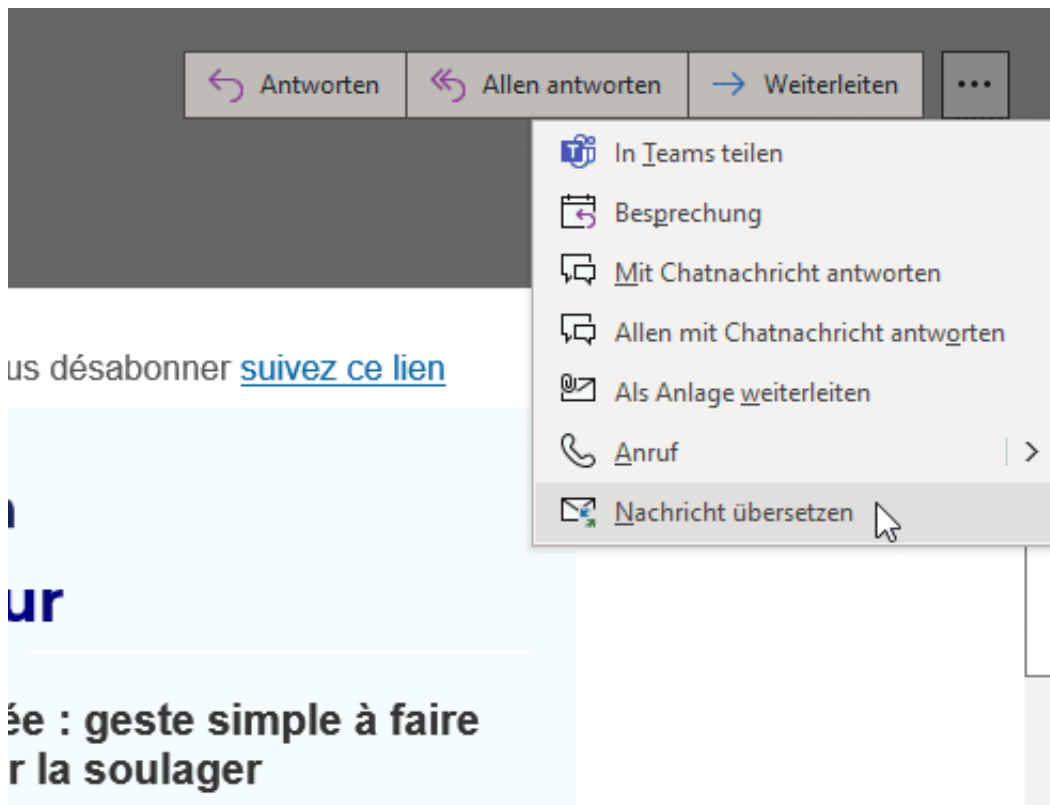 Antworten
Allen antworten
Weiterleiten
In Teams teilen
Besprechung
Mit Chatnachricht antworten
Allen mit Chatnachricht antworten
Als Anlage weiterleiten
Anruf
Nachricht übersetzen
us désabonner suivez ce lien
ur
ée : geste simple à faire
r la soulager